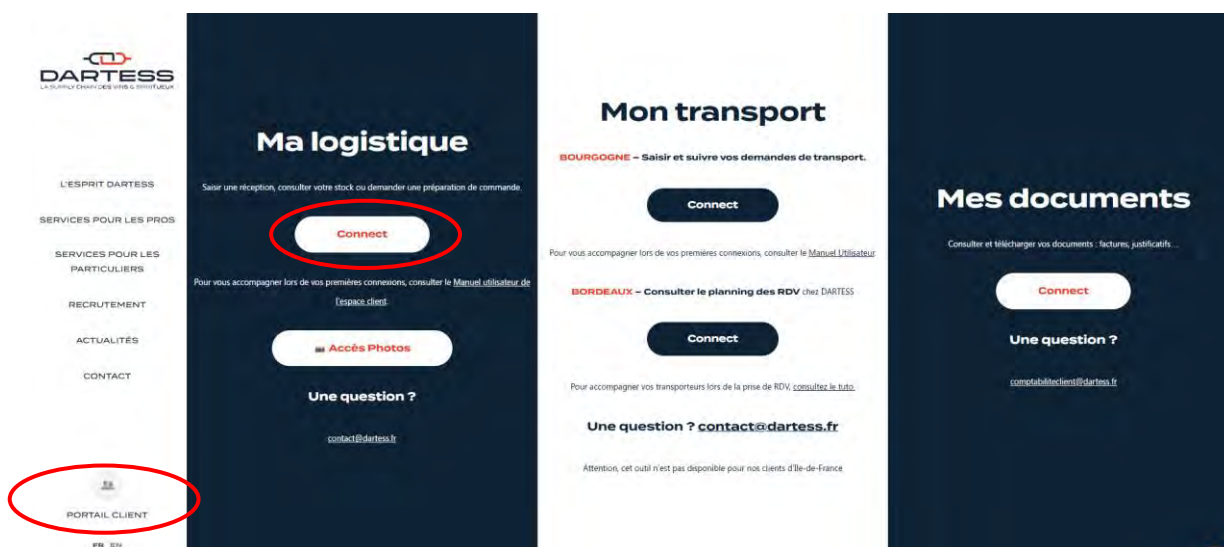 DARTESS
LA SUPPLY CHAIN DES VINS & SPIRITUEUX
L'ESPRIT DARTESS
SERVICES POUR LES PROS
SERVICES POUR LES
PARTICULIERS
RECRUTEMENT
ACTUALITÉS
CONTACT
PORTAIL CLIENT
FR EN
Ma logistique
Saisir une réception, consulter votre stock ou demander une préparation de commande.
Connect
Pour vous accompagner lors de vos premières connexions, consulter le Manuel utilisateur de
l'espace client.
Accès Photos
Une question ?
contact@dartess.fr
Mon transport
BOURGOGNE – Saisir et suivre vos demandes de transport.
Connect
Pour vous accompagner lors de vos premières connexions, consulter le Manuel Utilisateur.
BORDEAUX – Consulter le planning des RDV chez DARTESS
Connect
Pour accompagner vos transporteurs lors de la prise de RDV, consultez le tuto.
Une question ? contact@dartess.fr
Attention, cet outil n'est pas disponible pour nos clients d'Ile-de-France
Mes documents
Consulter et télécharger vos documents : factures, justificatifs…
Connect
Une question ?
comptabiliteclient@dartess.fr